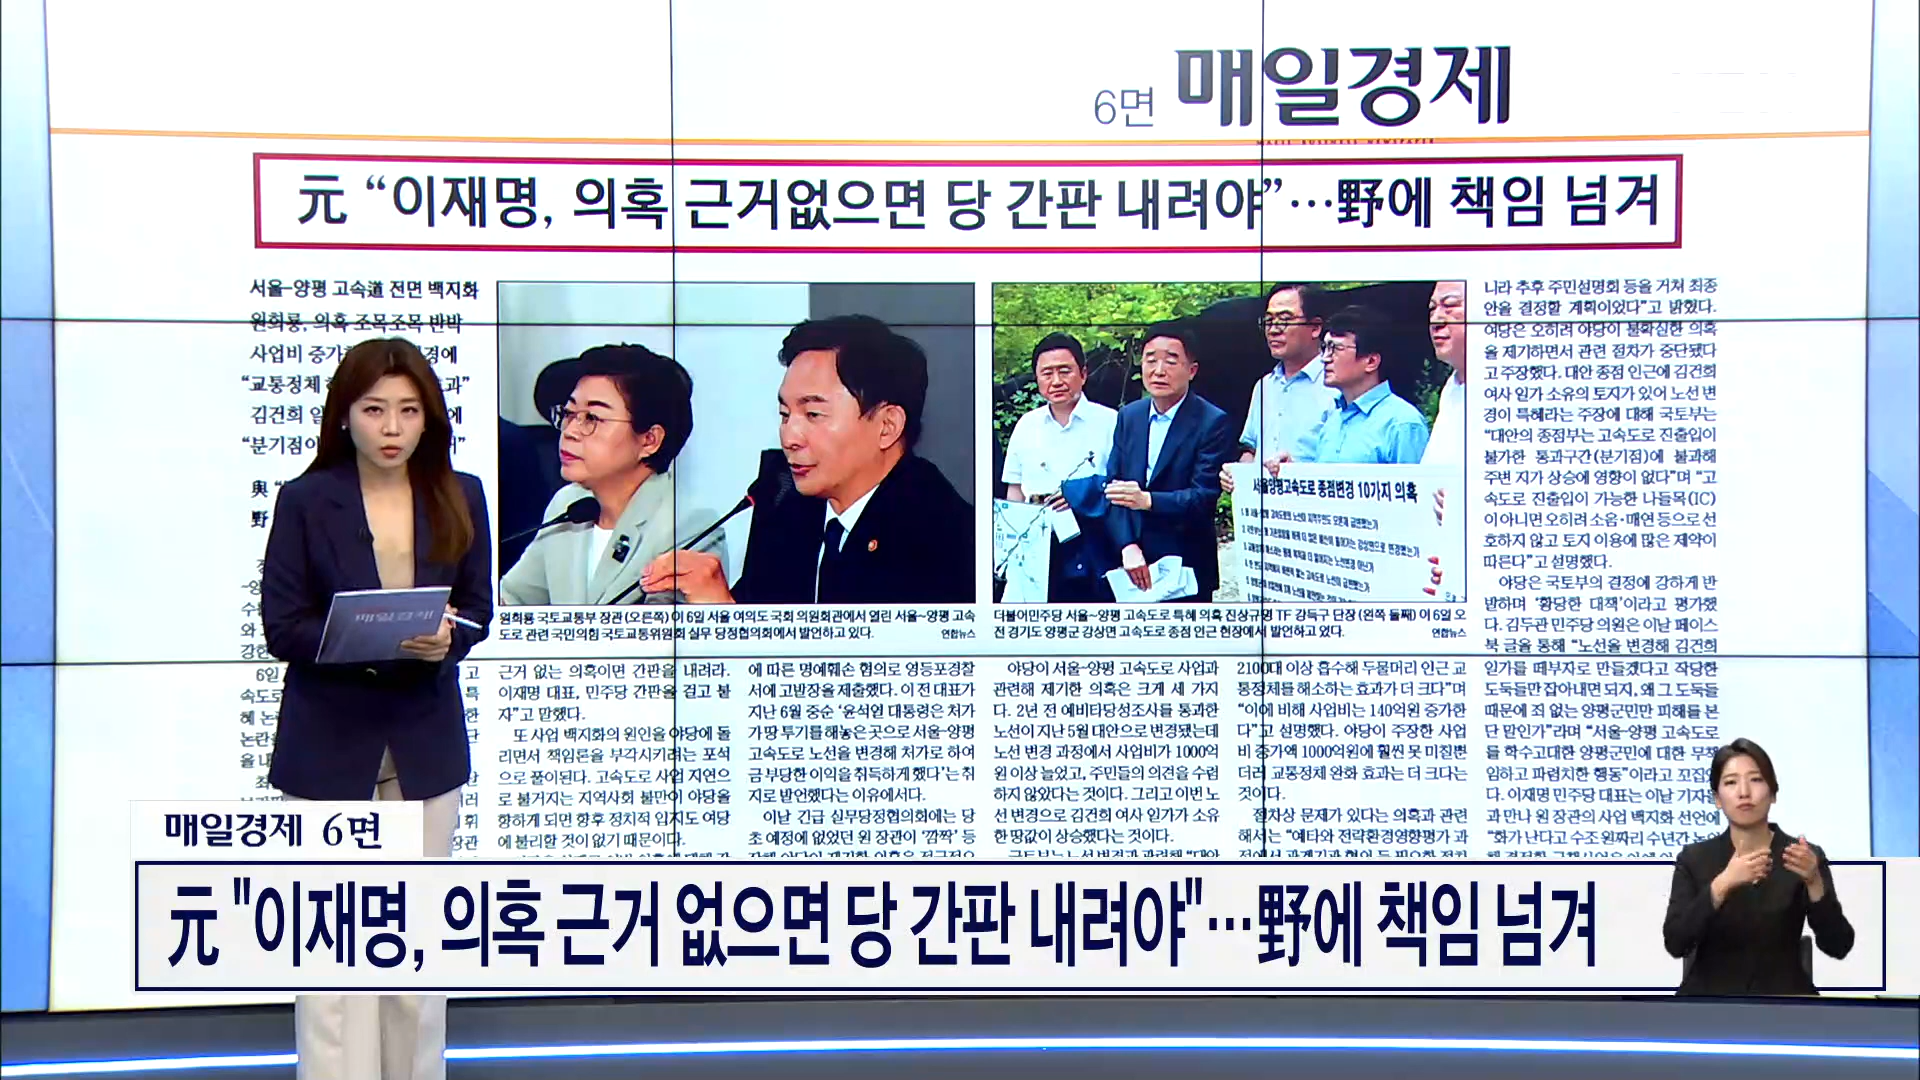 6면 매일경제
MAEIL BUSINESS NEWSPAPER
元 “이재명, 의혹 근거없으면 당 간판 내려야”…野에 책임 넘겨
서울-양평 고속道 전면 백지화
원희룡, 의혹 조목조목 반박
사업비 증가
경에
“교통정체
효과”
김건희 일
에
“분기점이
與
野
원희룡 국토교통부 장관(오른쪽)이 6일 서울 여의도 국회 의원회관에서 열린 서울~양평 고속
도로 관련 국민의힘 국토교통위원회 실무 당정협의회에서 발언하고 있다.
연합뉴스
서울양평고속도로 종점변경 10가지 의혹
더불어민주당 서울~양평 고속도로 특혜 의혹 진상규명 TF 강득구 단장(왼쪽 둘째)이 6일 오
전 경기도 양평군 강상면 고속도로 종점 인근 현장에서 발언하고 있다.
연합뉴스
근거 없는 의혹이면 간판을 내려라.
이재명 대표, 민주당 간판을 걸고 붙
자”고 말했다.
또 사업 백지화의 원인을 야당에 돌
리면서 책임론을 부각시키려는 포석
으로 풀이된다. 고속도로 사업 지연으
로 불거지는 지역사회 불만이 야당을
향하게 되면 향후 정치적 입지도 여당
에 불리할 것이 없기 때문이다.
에 따른 명예훼손 혐의로 영등포경찰
서에 고발장을 제출했다. 이 전 대표가
지난 6월 중순 ‘윤석열 대통령은 처가
가 땅 투기를 해놓은 곳으로 서울-양평
고속도로 노선을 변경해 처가로 하여
금 부당한 이익을 취득하게 했다’는 취
지로 발언했다는 이유에서다.
이날 긴급 실무당정협의회에는 당
초 예정에 없었던 원 장관이 ‘깜짝’ 등
야당이 서울-양평 고속도로 사업과
관련해 제기한 의혹은 크게 세 가지
다. 2년 전 예비타당성조사를 통과한
노선이 지난 5월 대안으로 변경됐는데
노선 변경 과정에서 사업비가 1000억
원 이상 늘었고, 주민들의 의견을 수렴
하지 않았다는 것이다. 그리고 이번 노
선 변경으로 김건희 여사 일가가 소유
한 땅값이 상승했다는 것이다.
2100대 이상 흡수해 두물머리 인근 교
통정체를 해소하는 효과가 더 크다”며
“이에 비해 사업비는 140억원 증가한
다”고 설명했다. 야당이 주장한 사업
비 증가액 1000억원에 훨씬 못 미칠뿐
더러 교통정체 완화 효과는 더 크다는
것이다.
절차상 문제가 있다는 의혹과 관련
해서는 “예타와 전략환경영향평가 과
니라 추후 주민설명회 등을 거쳐 최종
안을 결정할 계획이었다”고 밝혔다.
여당은 오히려 야당이 불확실한 의혹
을 제기하면서 관련 절차가 중단됐다
고 주장했다. 대안 종점 인근에 김건희
여사 일가 소유의 토지가 있어 노선 변
경이 특혜라는 주장에 대해 국토부는
“대안의 종점부는 고속도로 진출입이
불가한 통과구간(분기점)에 불과해
주변 지가 상승에 영향이 없다”며 “고
속도로 진출입이 가능한 나들목(IC)
이 아니면 오히려 소음·매연 등으로 선
호하지 않고 토지 이용에 많은 제약이
따른다”고 설명했다.
야당은 국토부의 결정에 강하게 반
발하며 ‘황당한 대책’이라고 평가했
다. 김두관 민주당 의원은 이날 페이스
북 글을 통해 “노선을 변경해 김건희
일가를 떼부자로 만들겠다고 작당한
도둑들만 잡아내면 되지, 왜 그 도둑들
때문에 죄 없는 양평군민만 피해를 본
단 말인가”라며 “서울-양평 고속도로
를 학수고대한 양평군민에 대한 무책
임하고 파렴치한 행동”이라고 꼬집었
다. 이재명 민주당 대표는 이날 기자들
과 만나 원 장관의 사업 백지화 선언에
“화가 난다고 수조 원짜리 수년간 논의
매일경제
매일경제 6면
元 "이재명, 의혹 근거 없으면 당 간판 내려야"…野에 책임 넘겨